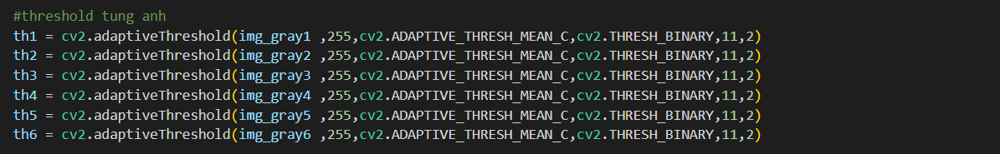 #threshold tung anh
th1 = cv2.adaptiveThreshold(img_gray1 ,255,cv2.ADAPTIVE_THRESH_MEAN_C,cv2.THRESH_BINARY,11,2)
th2 = cv2.adaptiveThreshold(img_gray2 ,255,cv2.ADAPTIVE_THRESH_MEAN_C,cv2.THRESH_BINARY,11,2)
th3 = cv2.adaptiveThreshold(img_gray3 ,255,cv2.ADAPTIVE_THRESH_MEAN_C,cv2.THRESH_BINARY,11,2)
th4 = cv2.adaptiveThreshold(img_gray4 ,255,cv2.ADAPTIVE_THRESH_MEAN_C,cv2.THRESH_BINARY,11,2)
th5 = cv2.adaptiveThreshold(img_gray5 ,255,cv2.ADAPTIVE_THRESH_MEAN_C,cv2.THRESH_BINARY,11,2)
th6 = cv2.adaptiveThreshold(img_gray6 ,255,cv2.ADAPTIVE_THRESH_MEAN_C,cv2.THRESH_BINARY,11,2)